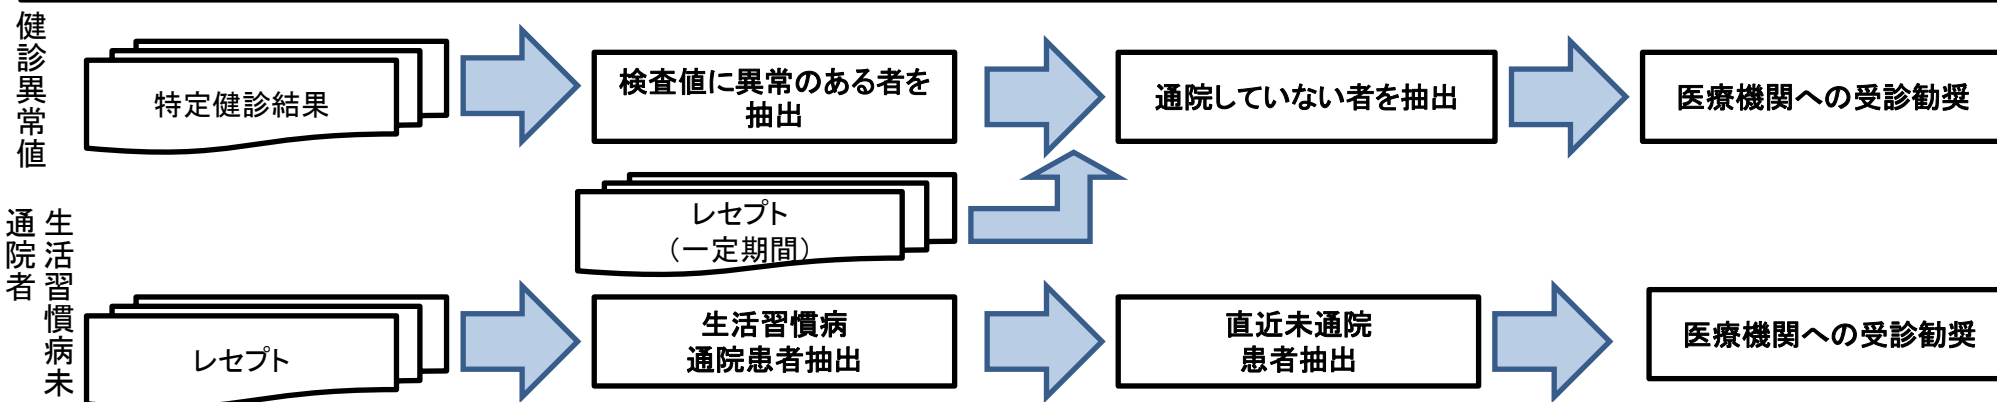 健診異常値
特定健診結果
検査値に異常のある者を
抽出
通院していない者を抽出
医療機関への受診勧奨
レセプト
（一定期間）
生活習慣病未
通院者
レセプト
生活習慣病
通院患者抽出
直近未通院
患者抽出
医療機関への受診勧奨